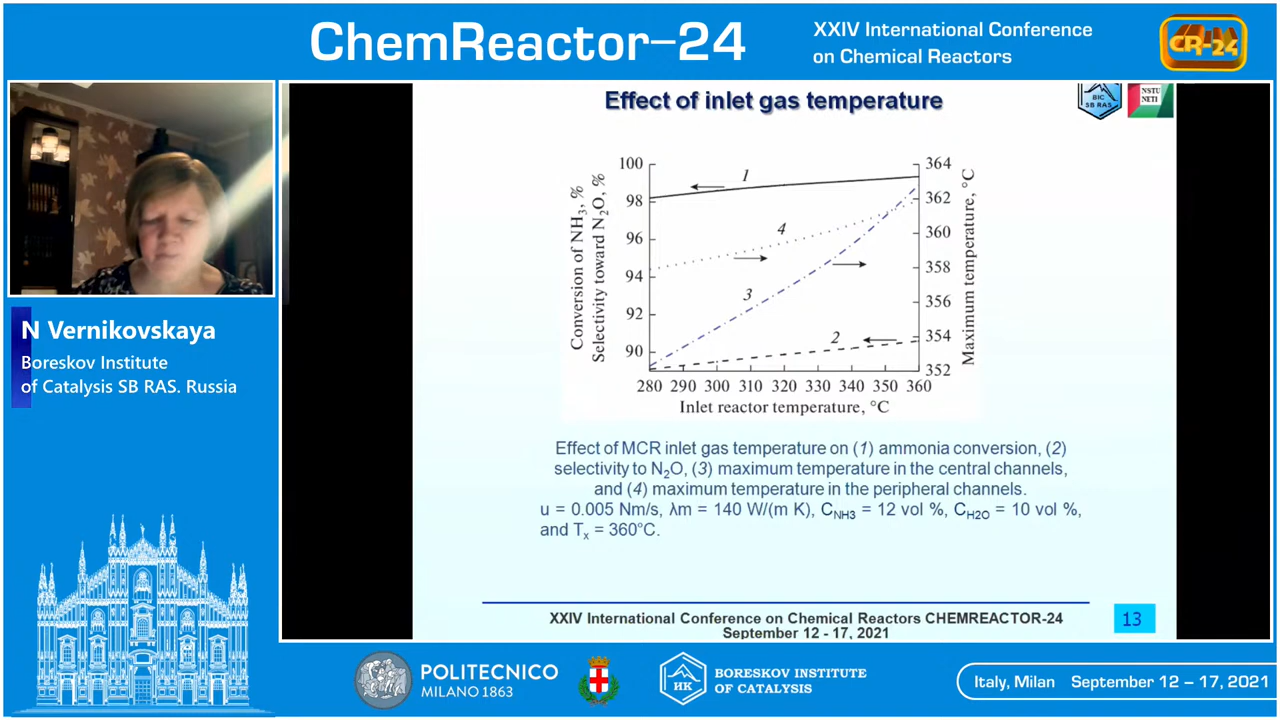 ChemReactor-24
XXIV International Conference
on Chemical Reactors
CR-24
N Vernikovskaya
Boreskov Institute
of Catalysis SB RAS. Russia
Effect of inlet gas temperature
BIC
SB RAS
NSTU
NETI
Conversion of NH3, %
Selectivity toward N2O, %
100
98
96
94
92
90
1
4
3
2
364
362
360
358
356
354
352
Maximum temperature, °C
280 290 300 310 320 330 340 350 360
Inlet reactor temperature, °C
Effect of MCR inlet gas temperature on (1) ammonia conversion, (2)
selectivity to N2O, (3) maximum temperature in the central channels,
and (4) maximum temperature in the peripheral channels.
u = 0.005 Nm/s, λm = 140 W/(m K), CNH3 = 12 vol %, CH2O = 10 vol %,
and Tx = 360°C.
XXIV International Conference on Chemical Reactors CHEMREACTOR-24
September 12 - 17, 2021
13
POLITECNICO
MILANO 1863
НК
BORESKOV INSTITUTE
OF CATALYSIS
Italy, Milan September 12 – 17, 2021